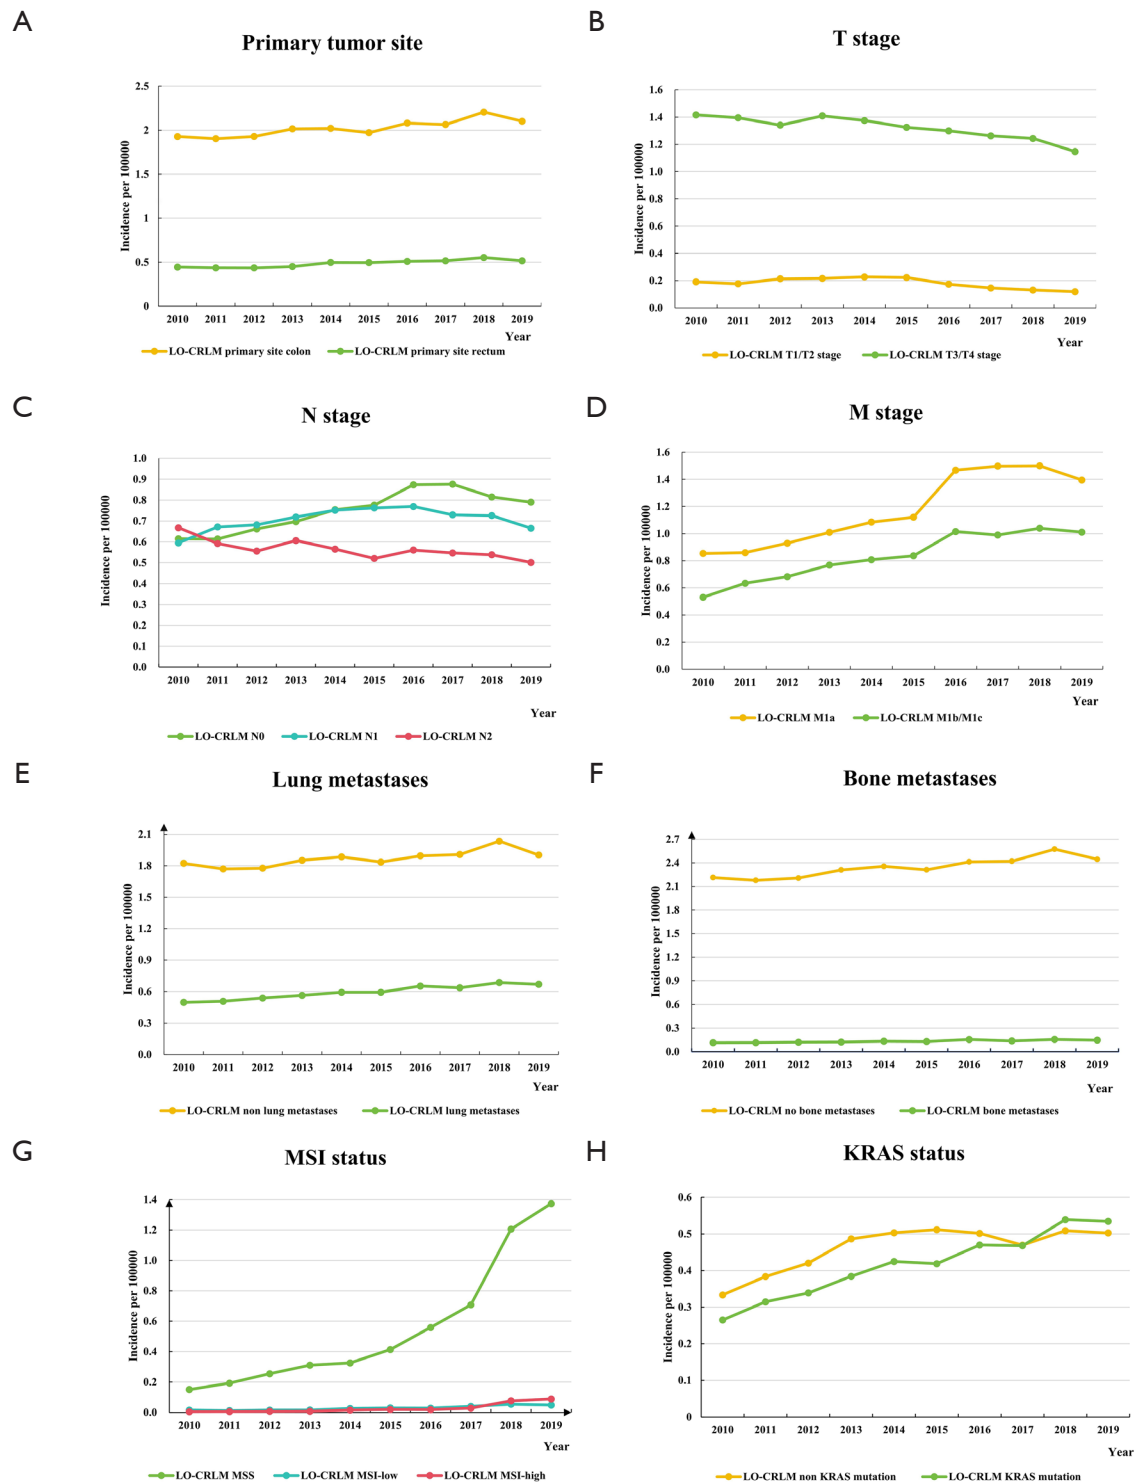 A
Primary tumor site
Incidence per 100000
2.5
2
1.5
1
0.5
0
2010 2011 2012 2013 2014 2015 2016 2017 2018 2019
Year
LO-CRLM primary site colon LO-CRLM primary site rectum
B
T stage
Incidence per 100000
1.6
1.4
1.2
1.0
0.8
0.6
0.4
0.2
0.0
2010 2011 2012 2013 2014 2015 2016 2017 2018 2019
Year
LO-CRLM T1/T2 stage LO-CRLM T3/T4 stage
C
N stage
Incidence per 100000
1.0
0.9
0.8
0.7
0.6
0.5
0.4
0.3
0.2
0.1
0.0
2010 2011 2012 2013 2014 2015 2016 2017 2018 2019
Year
LO-CRLM N0 LO-CRLM N1 LO-CRLM N2
D
M stage
Incidence per 100000
1.6
1.4
1.2
1.0
0.8
0.6
0.4
0.2
0.0
2010 2011 2012 2013 2014 2015 2016 2017 2018 2019
Year
LO-CRLM M1a LO-CRLM M1b/M1c
E
Lung metastases
Incidence per 100000
2.1
1.8
1.5
1.2
0.9
0.6
0.3
0.0
2010 2011 2012 2013 2014 2015 2016 2017 2018 2019
Year
LO-CRLM non lung metastases LO-CRLM lung metastases
F
Bone metastases
Incidence per 100000
2.7
2.4
2.1
1.8
1.5
1.2
0.9
0.6
0.3
0.0
2010 2011 2012 2013 2014 2015 2016 2017 2018 2019
Year
LO-CRLM no bone metastases LO-CRLM bone metastases
G
MSI status
Incidence per 100000
1.4
1.2
1.0
0.8
0.6
0.4
0.2
0.0
2010 2011 2012 2013 2014 2015 2016 2017 2018 2019
Year
LO-CRLM MSS LO-CRLM MSI-low LO-CRLM MSI-high
H
KRAS status
Incidence per 100000
0.6
0.5
0.4
0.3
0.2
0.1
0
2010 2011 2012 2013 2014 2015 2016 2017 2018 2019
Year
LO-CRLM non KRAS mutation LO-CRLM KRAS mutation